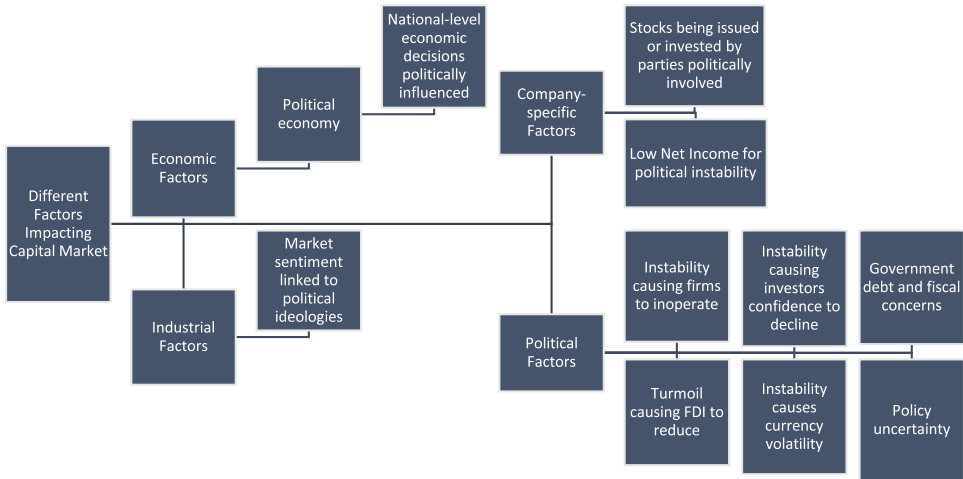 Different
Factors
Impacting
Capital Market
Economic
Factors
Political
economy
National-level
economic
decisions
politically
influenced
Industrial
Factors
Market
sentiment
linked to
political
ideologies
Company-
specific
Factors
Stocks being issued
or invested by
parties politically
involved
Low Net Income for
political instability
Political
Factors
Instability
causing firms
to inoperate
Turmoil
causing FDI to
reduce
Instability
causing
investors
confidence to
decline
Instability
causes
currency
volatility
Government
debt and fiscal
concerns
Policy
uncertainty